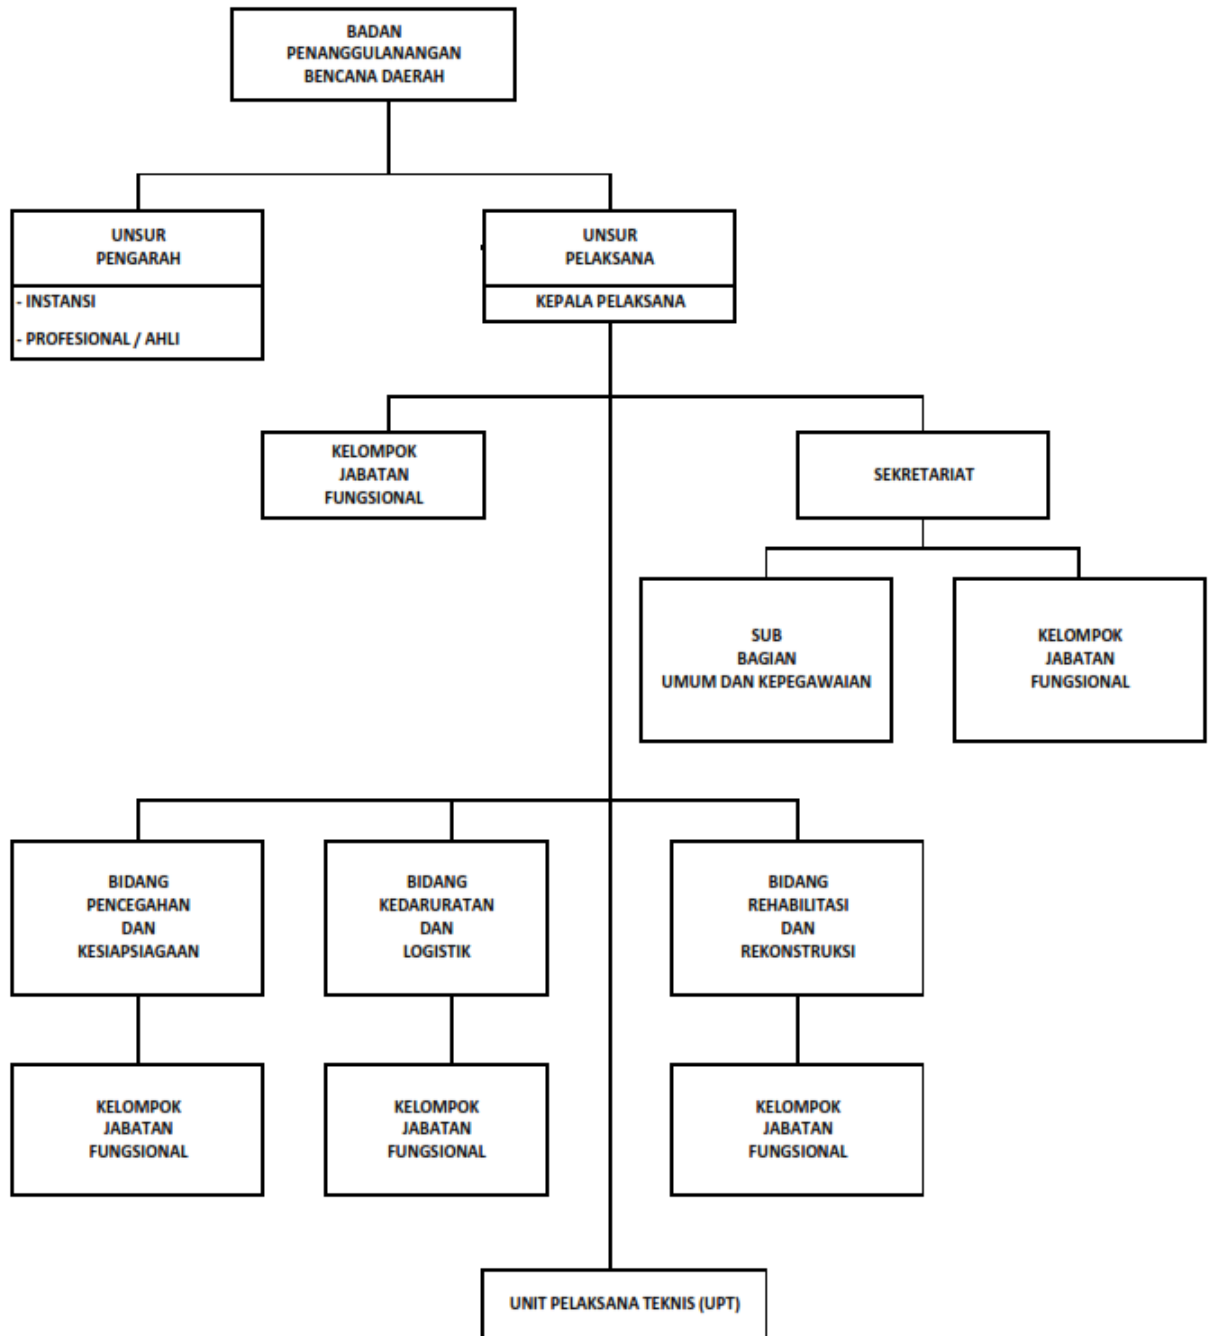 BADAN
PENANGGULANANGAN
BENCANA DAERAH
UNSUR
PENGARAH
- INSTANSI
- PROFESIONAL / AHLI
UNSUR
PELAKSANA
KEPALA PELAKSANA
KELOMPOK
JABATAN
FUNGSIONAL
SEKRETARIAT
SUB
BAGIAN
UMUM DAN KEPEGAWAIAN
KELOMPOK
JABATAN
FUNGSIONAL
BIDANG
PENCEGAHAN
DAN
KESIAPSIAGAAN
BIDANG
KEDARURATAN
DAN
LOGISTIK
BIDANG
REHABILITASI
DAN
REKONSTRUKSI
KELOMPOK
JABATAN
FUNGSIONAL
KELOMPOK
JABATAN
FUNGSIONAL
KELOMPOK
JABATAN
FUNGSIONAL
UNIT PELAKSANA TEKNIS (UPT)